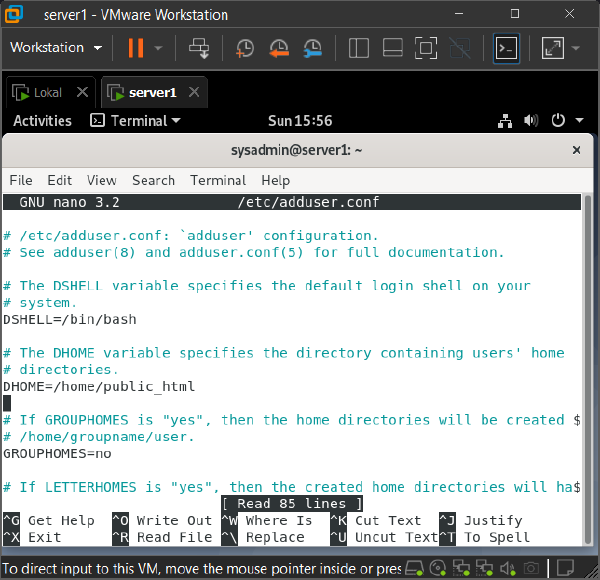 server1 - VMware Workstation
Workstation
Lokal server1
Activities Terminal Sun 15:56
sysadmin@server1: ~
File Edit View Search Terminal Help
GNU nano 3.2 /etc/adduser.conf
# /etc/adduser.conf: `adduser' configuration.
# See adduser(8) and adduser.conf(5) for full documentation.
# The DSHELL variable specifies the default login shell on your
# system.
DSHELL=/bin/bash
# The DHOME variable specifies the directory containing users' home
# directories.
DHOME=/home/public_html
# If GROUPHOMES is "yes", then the home directories will be created $
# /home/groupname/user.
GROUPHOMES=no
# If LETTERHOMES is "yes", then the created home directories will ha$
[ Read 85 lines ]
^G Get Help ^O Write Out ^W Where Is ^K Cut Text ^J Justify
^X Exit ^R Read File ^\ Replace ^U Uncut Text ^T To Spell
To direct input to this VM, move the mouse pointer inside or pres